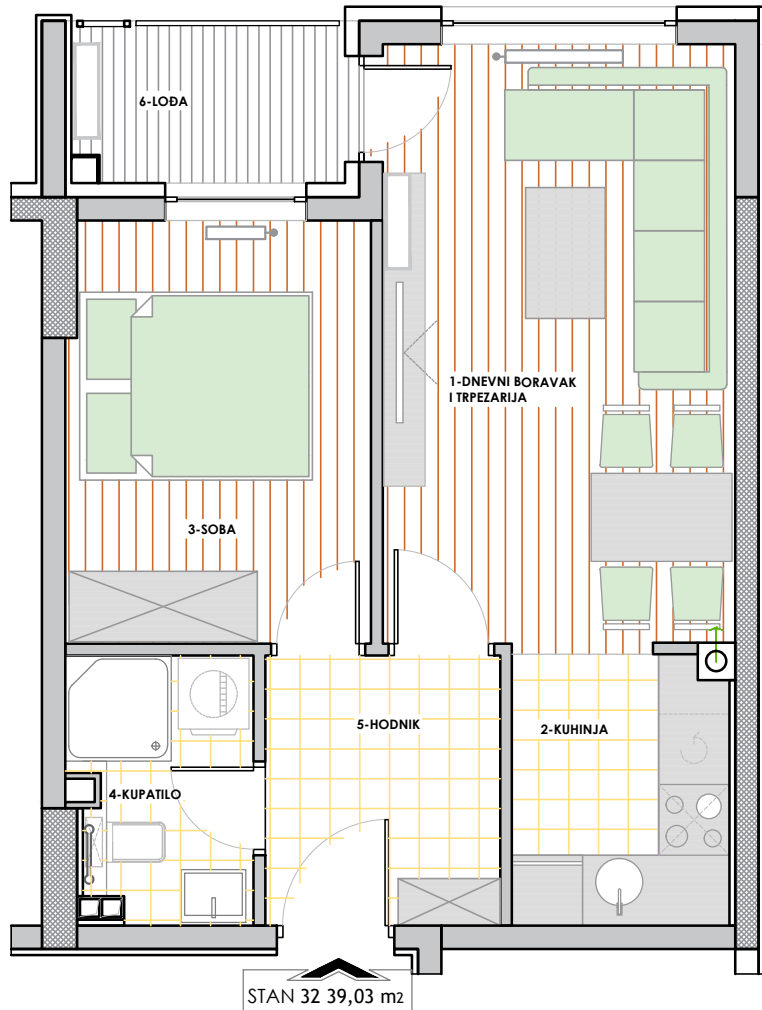 6-LOĐA
1-DNEVNI BORAVAK
I TRPEZARIJA
3-SOBA
5-HODNIK
2-KUHINJA
4-KUPATILO
STAN 32 39,03 m2